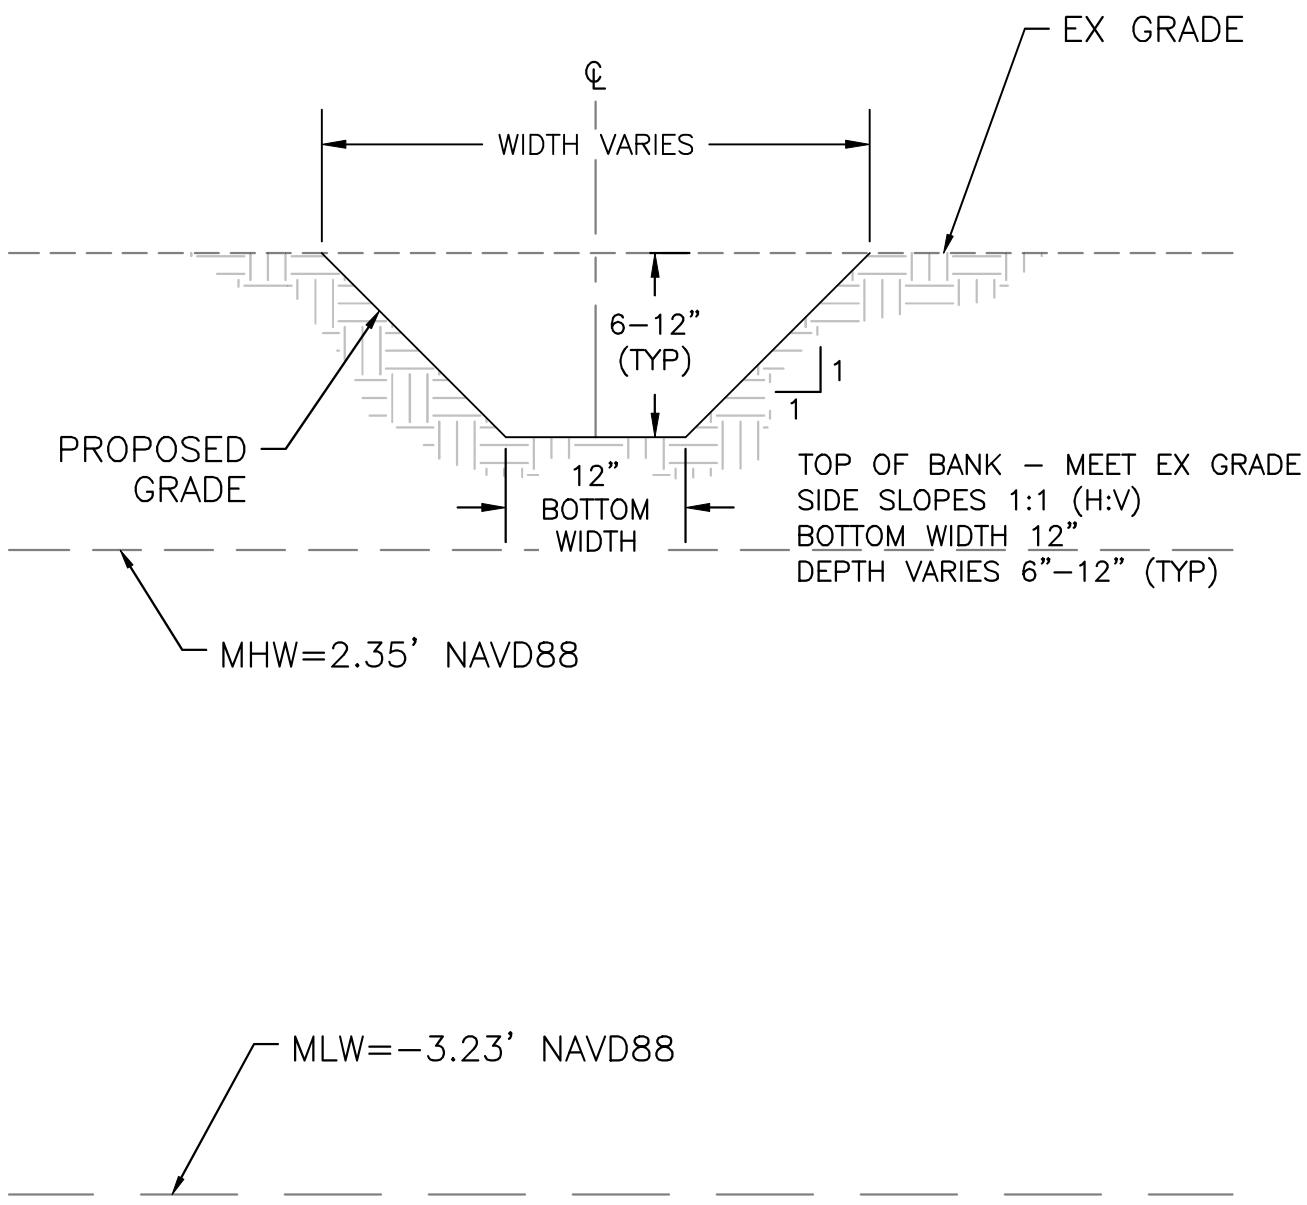 EX GRADE
℄
WIDTH VARIES
6–12”
(TYP)
1
1
PROPOSED
GRADE
12”
BOTTOM
WIDTH
TOP OF BANK – MEET EX GRADE
SIDE SLOPES 1:1 (H:V)
BOTTOM WIDTH 12”
DEPTH VARIES 6”–12” (TYP)
MHW=2.35’ NAVD88
MLW=–3.23’ NAVD88